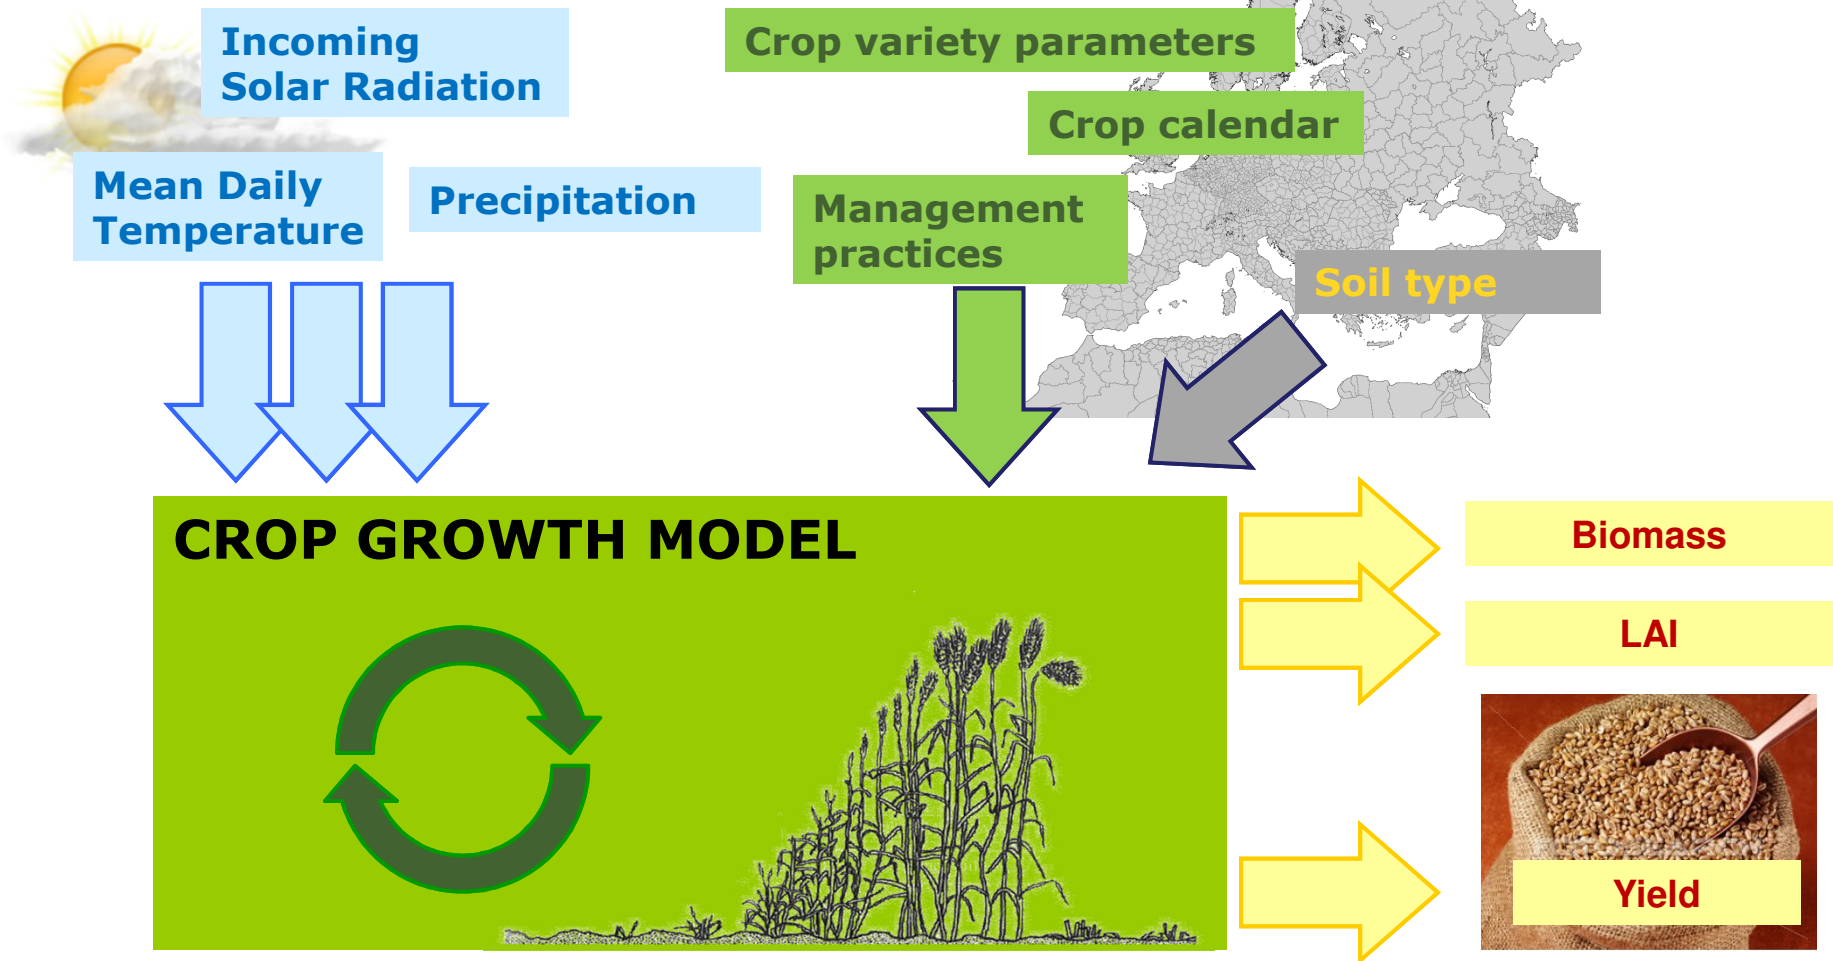 Incoming
Solar Radiation
Crop variety parameters
Crop calendar
Mean Daily
Temperature
Precipitation
Management
practices
Soil type
CROP GROWTH MODEL
Biomass
LAI
Yield